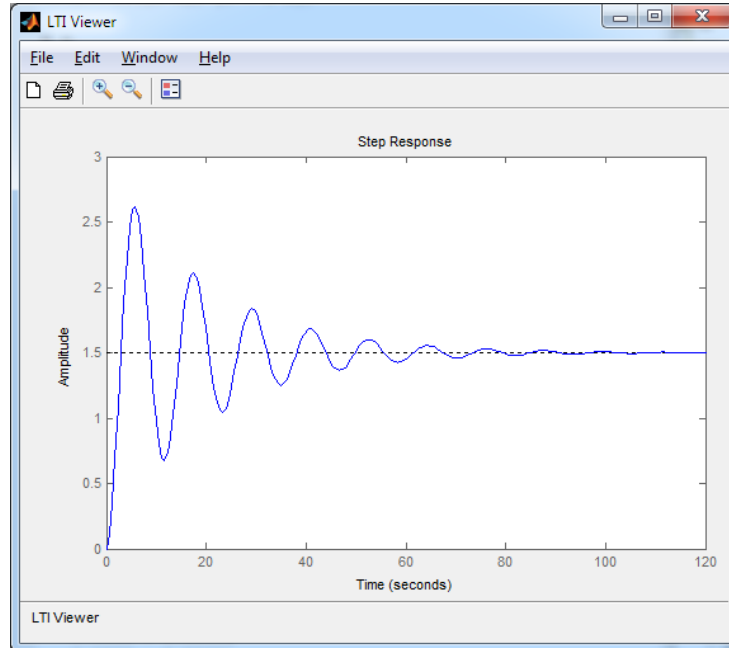 LTI Viewer
File Edit Window Help
Step Response
3
2.5
2
1.5
1
0.5
0
Amplitude
0 20 40 60 80 100 120
Time (seconds)
LTI Viewer